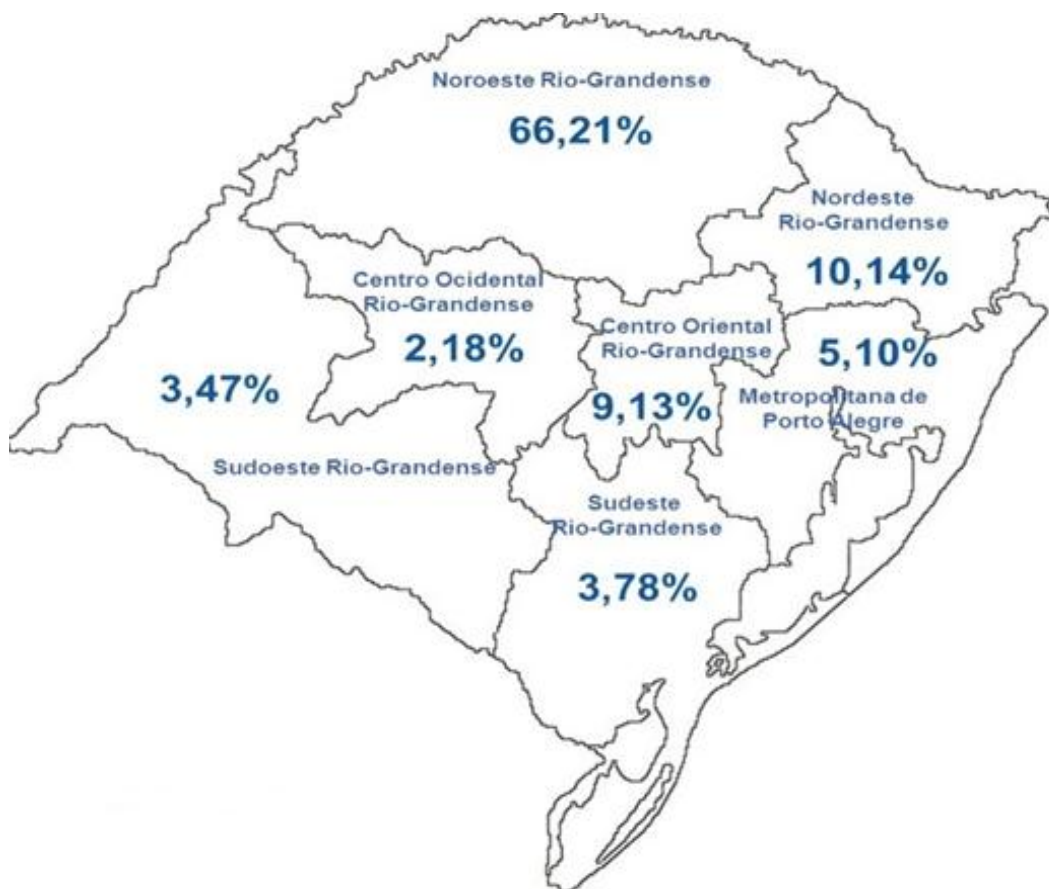 Noroeste Rio-Grandense
66,21%
Nordeste
Rio-Grandense
10,14%
Centro Ocidental
Rio-Grandense
2,18%
Centro Oriental
Rio-Grandense
9,13%
5,10%
Metropolitana de
Porto Alegre
3,47%
Sudoeste Rio-Grandense
Sudeste
Rio-Grandense
3,78%